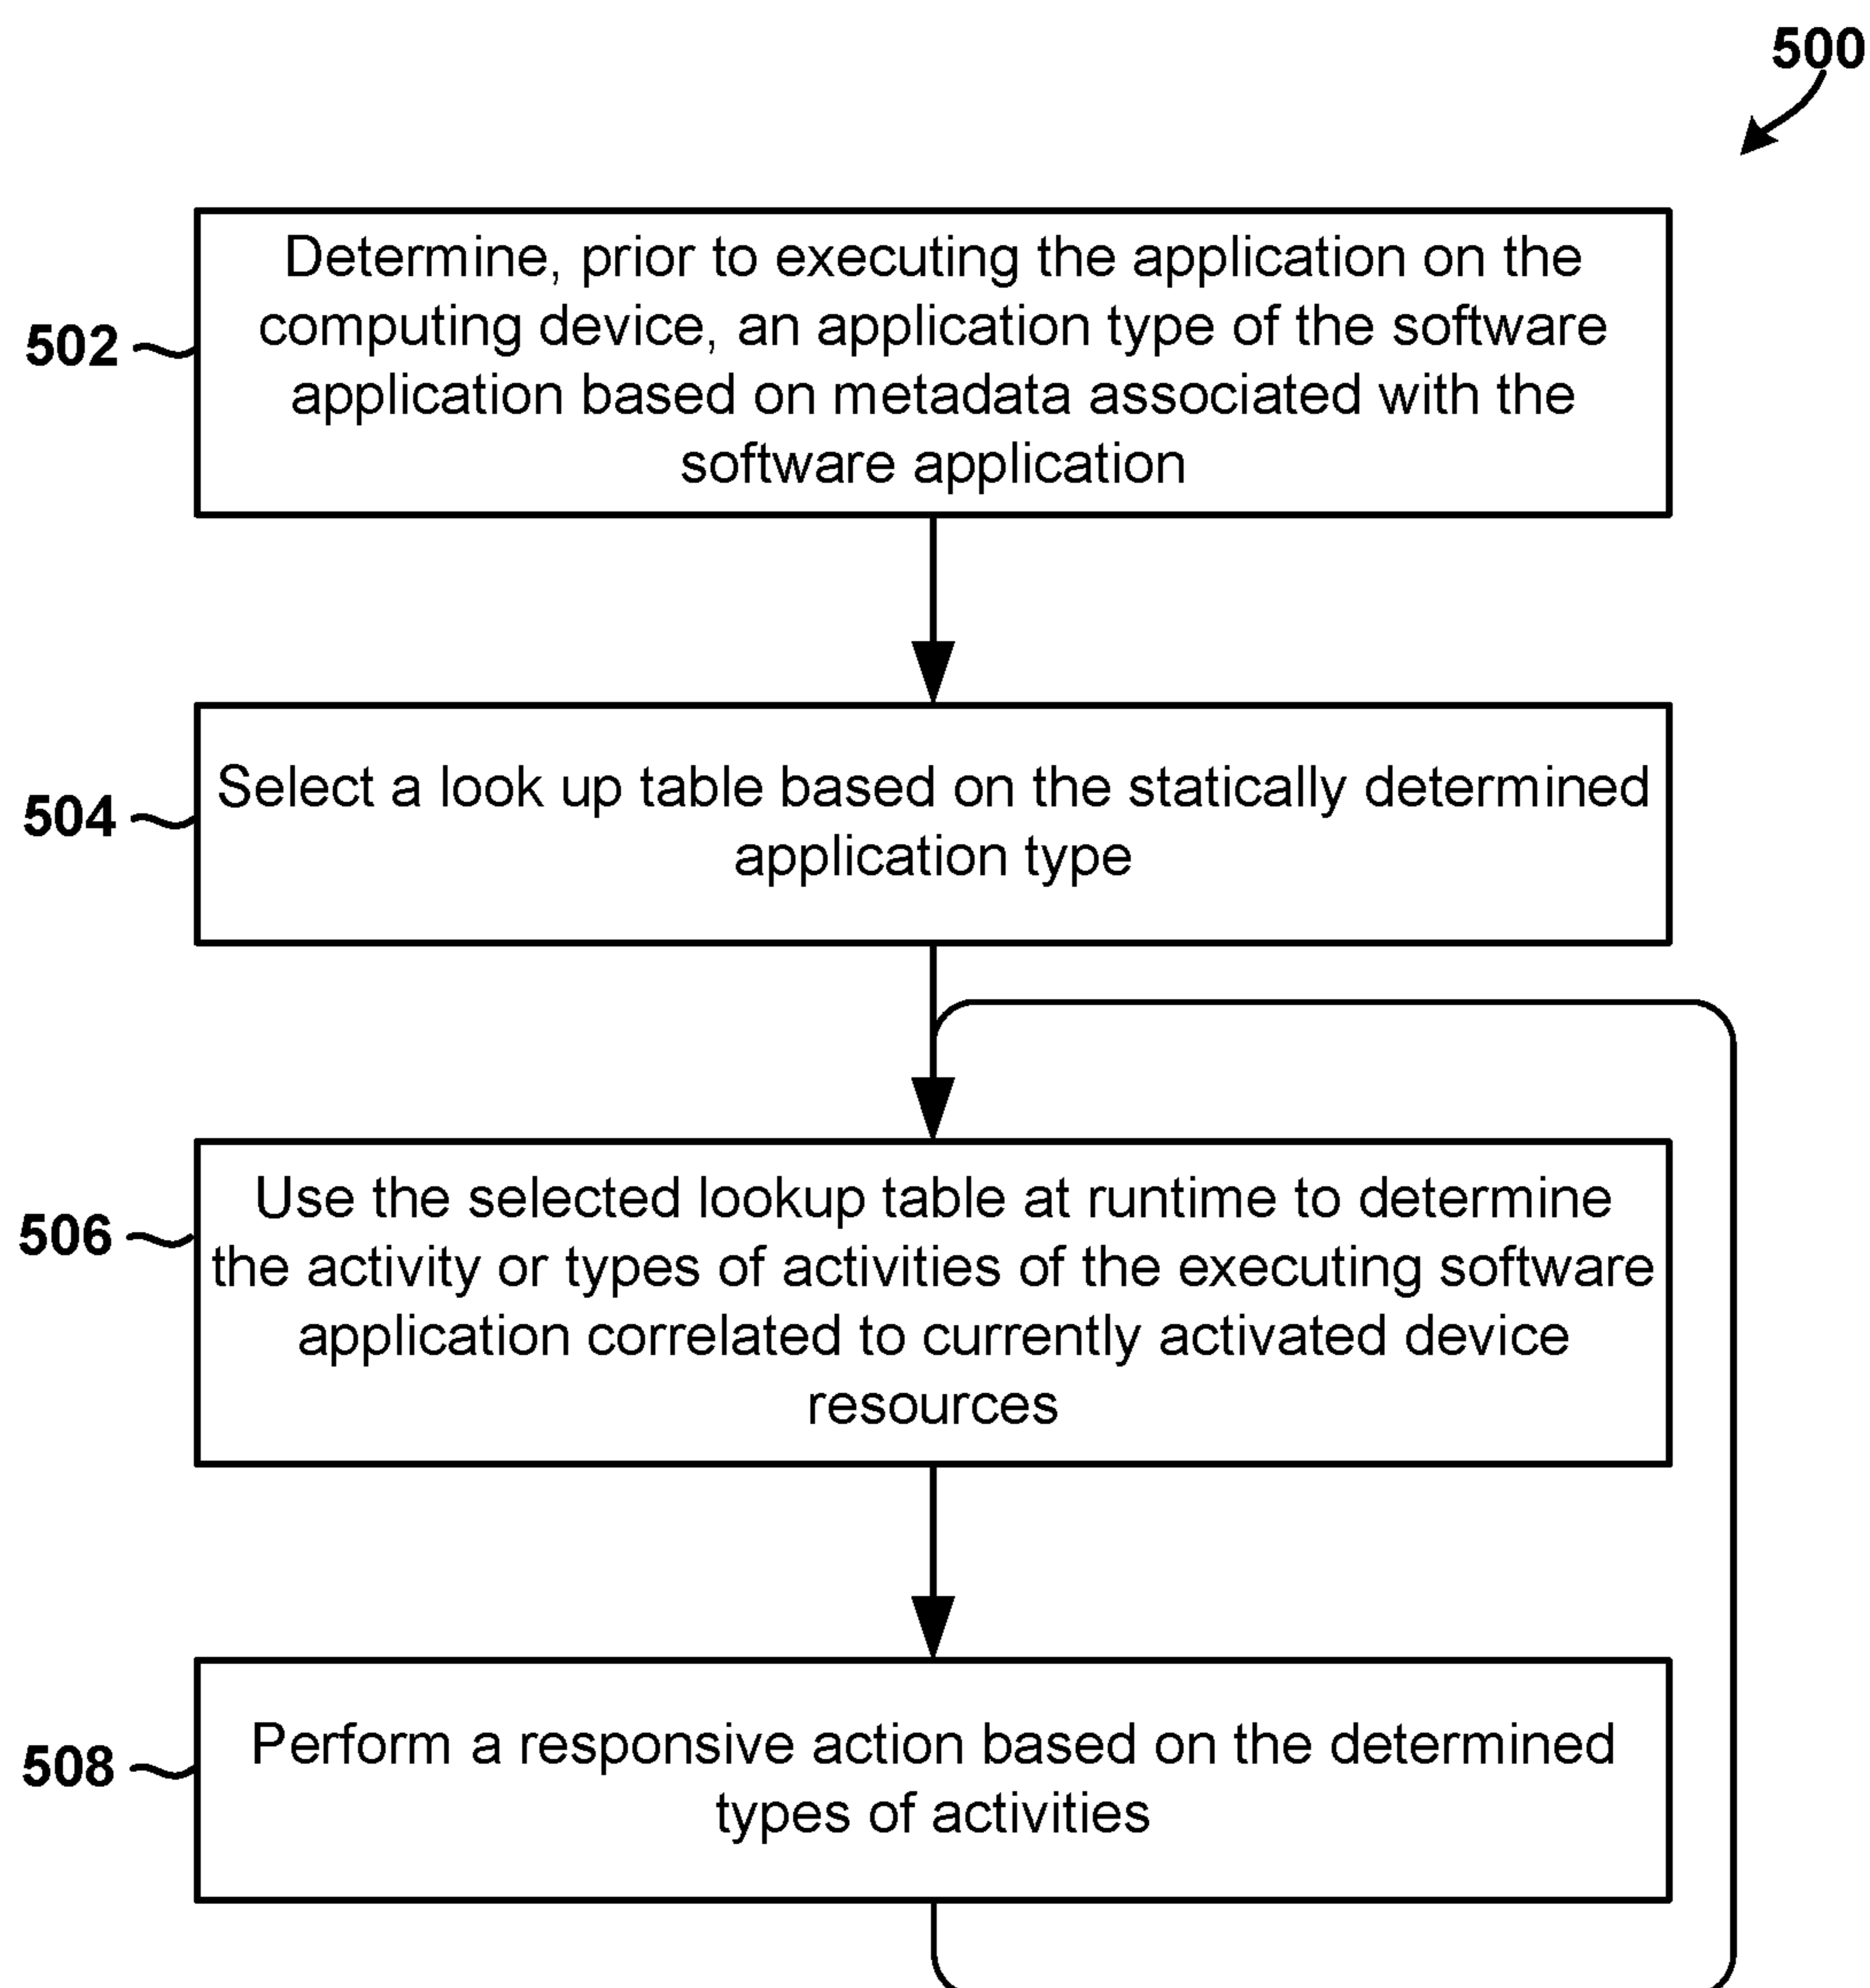 500
Determine, prior to executing the application on the
computing device, an application type of the software
application based on metadata associated with the
software application
502
Select a look up table based on the statically determined
application type
504
Use the selected lookup table at runtime to determine
the activity or types of activities of the executing software
application correlated to currently activated device
resources
506
Perform a responsive action based on the determined
types of activities
508